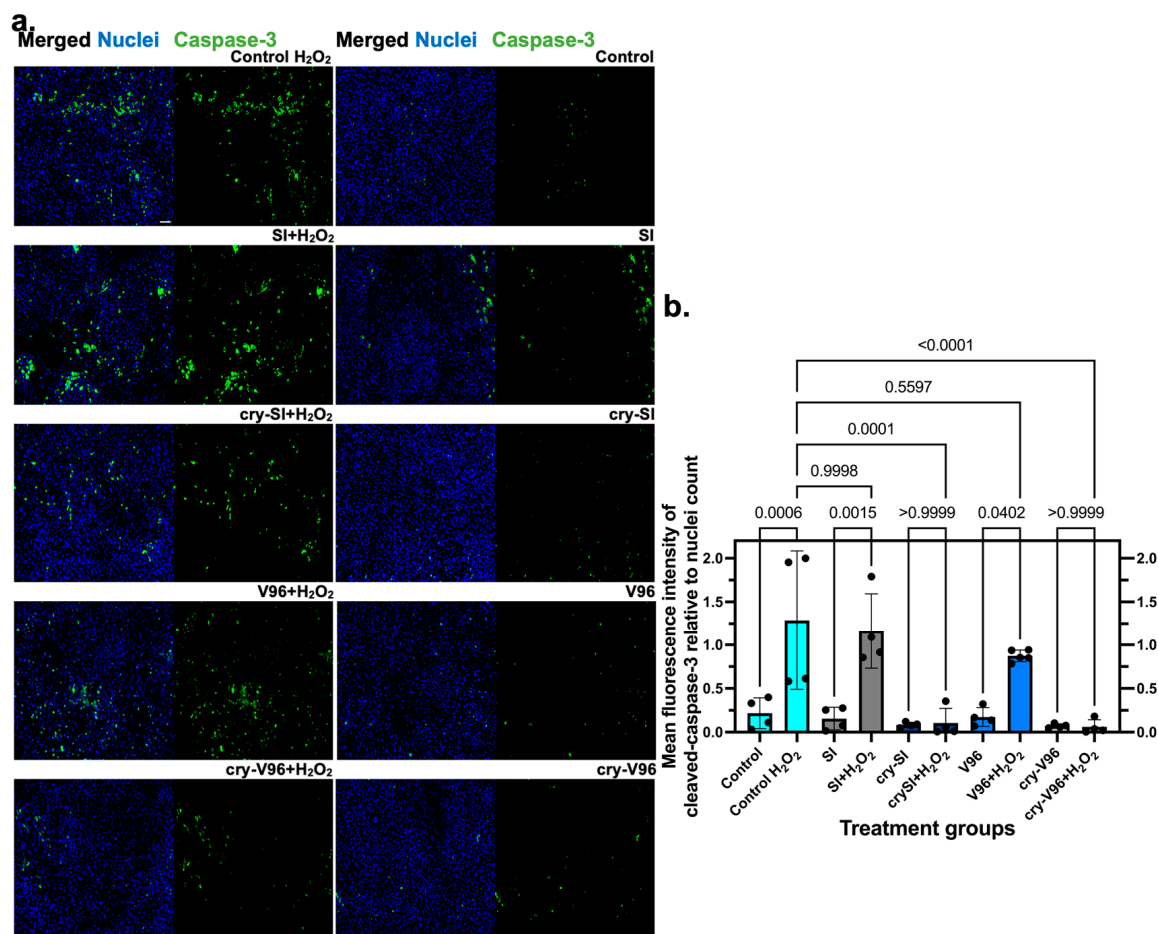 a.
Merged Nuclei Caspase-3 Merged Nuclei Caspase-3
Control H₂O₂ Control
SI+H₂O₂ SI
cry-SI+H₂O₂ cry-SI
V96+H₂O₂ V96
cry-V96+H₂O₂ cry-V96
b.
<0.0001
0.5597
0.0001
0.9998
0.0006 0.0015 >0.9999 0.0402 >0.9999
Mean fluorescence intensity of
cleaved-caspase-3 relative to nuclei count
2.0 2.0
1.5 1.5
1.0 1.0
0.5 0.5
0.0 0.0
Control
Control H₂O₂
SI
SI+H₂O₂
cry-SI
crySI+H₂O₂
V96
V96+H₂O₂
cry-V96
cry-V96+H₂O₂
Treatment groups